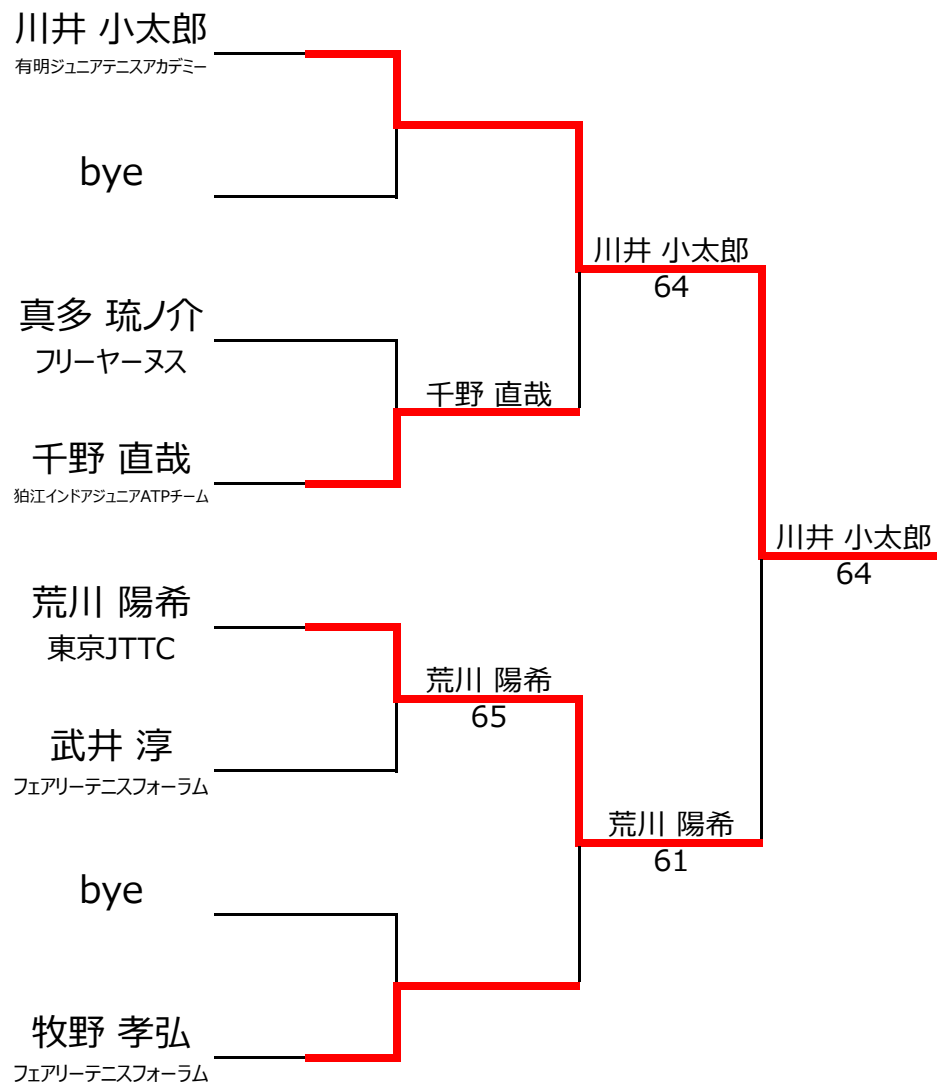 川井 小太郎
有明ジュニアテニスアカデミー
bye
川井 小太郎
64
真多 琉ノ介
フリーヤーヌス
千野 直哉
千野 直哉
狛江インドアジュニアATPチーム
川井 小太郎
64
荒川 陽希
東京JTTC
荒川 陽希
65
武井 淳
フェアリーテニスフォーラム
荒川 陽希
61
bye
牧野 孝弘
フェアリーテニスフォーラム